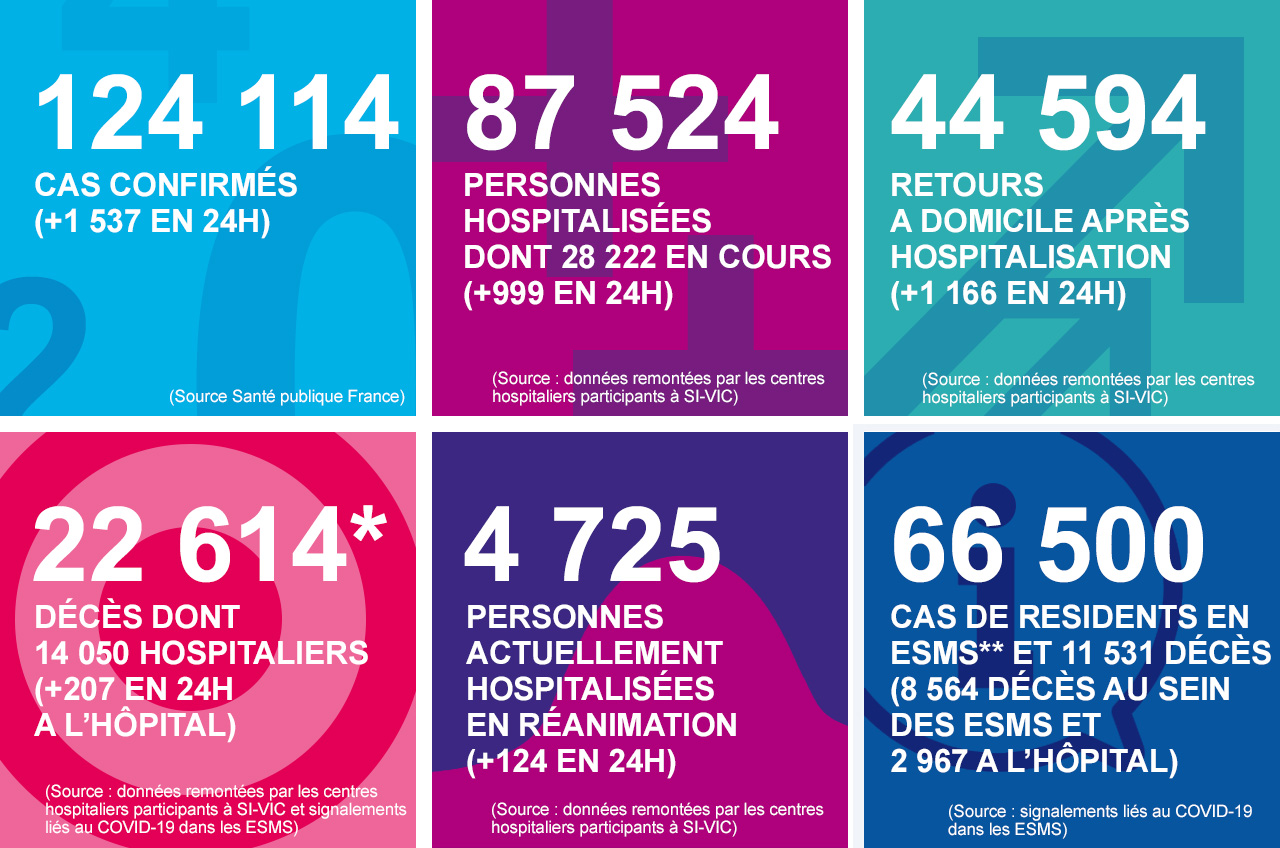 124 114
CAS CONFIRMÉS
(+1 537 EN 24H)
(Source Santé publique France)
87 524
PERSONNES
HOSPITALISÉES
DONT 28 222 EN COURS
(+999 EN 24H)
(Source : données remontées par les centres
hospitaliers participants à SI-VIC)
44 594
RETOURS
A DOMICILE APRÈS
HOSPITALISATION
(+1 166 EN 24H)
(Source : données remontées par les centres
hospitaliers participants à SI-VIC)
22 614*
DÉCÈS DONT
14 050 HOSPITALIERS
(+207 EN 24H
A L’HÔPITAL)
(Source : données remontées par les centres
hospitaliers participants à SI-VIC et signalements
liés au COVID-19 dans les ESMS)
4 725
PERSONNES
ACTUELLEMENT
HOSPITALISÉES
EN RÉANIMATION
(+124 EN 24H)
(Source : données remontées par les centres
hospitaliers participants à SI-VIC)
66 500
CAS DE RESIDENTS EN
ESMS** ET 11 531 DÉCÈS
(8 564 DÉCÈS AU SEIN
DES ESMS ET
2 967 A L’HÔPITAL)
(Source : signalements liés au COVID-19
dans les ESMS)